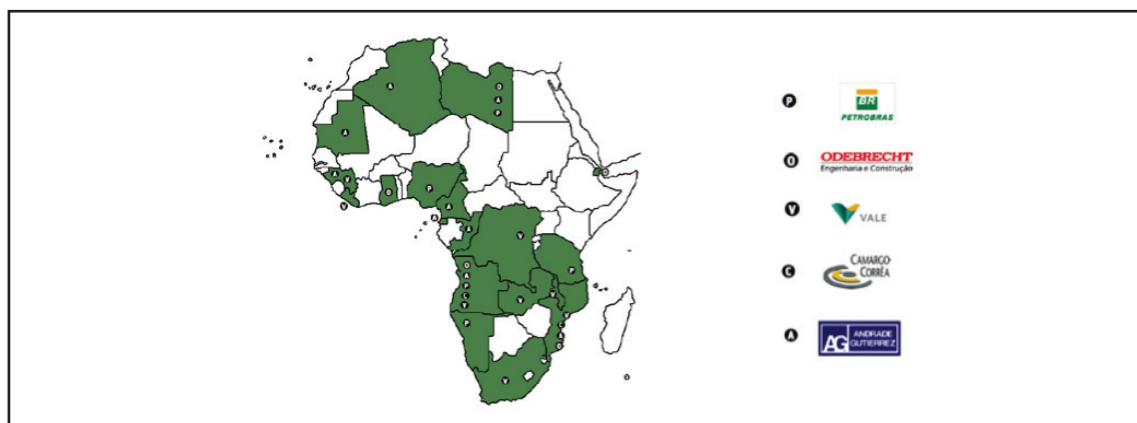 A
O
A
P
A
A
V
V
P
A
A
A
V
P
O
A
P
C
V
V
V
V
C
A
O
P
V
O
P
BR
PETROBRAS
O
ODEBRECHT
Engenharia e Construção
V
VALE
C
CAMARGO
CORRÊA
A
AG ANDRADE
GUTIERREZ